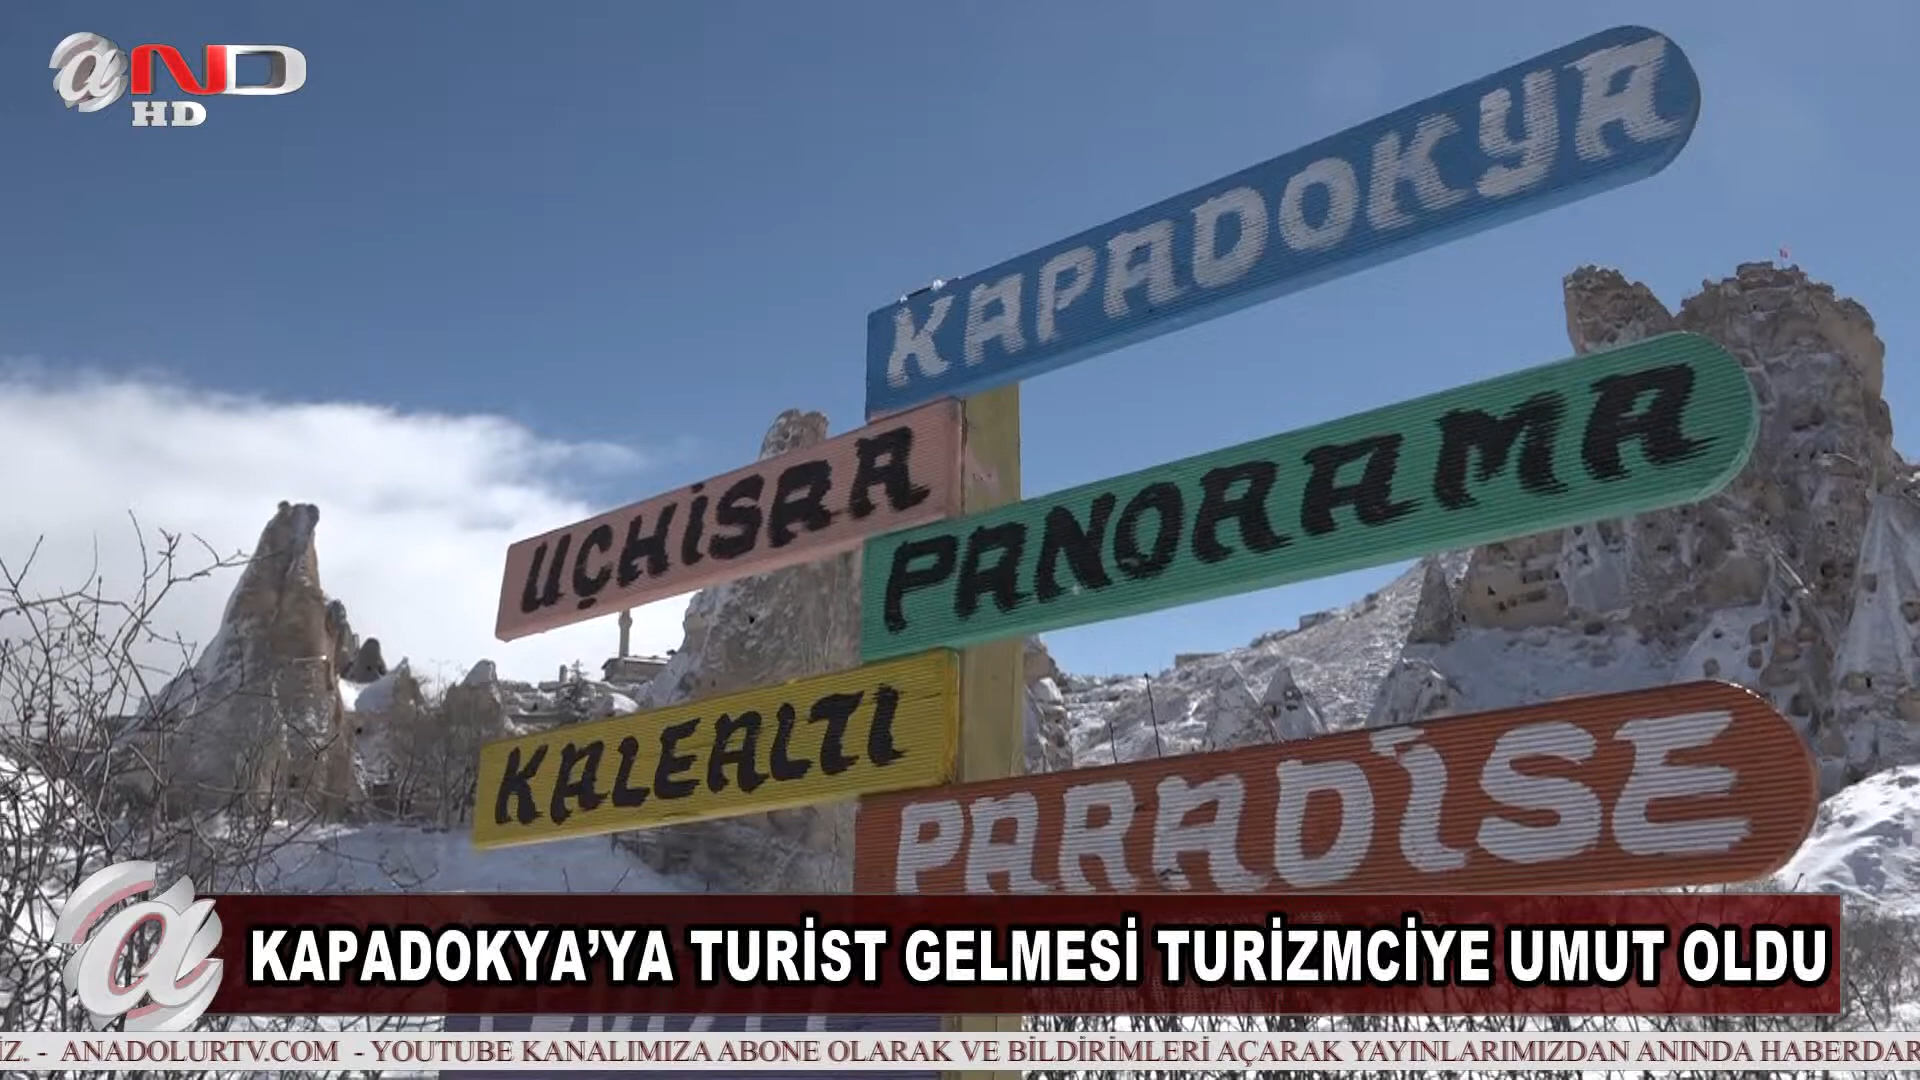 @ND
HD
KAPADOKYA
UÇHİSAR
PANORAMA
KALEALTI
PARADİSE
KAPADOKYA'YA TURİST GELMESİ TURİZMCİYE UMUT OLDU
İZ. - ANADOLURTV.COM - YOUTUBE KANALIMIZA ABONE OLARAK VE BİLDİRİMLERİ AÇARAK YAYINLARIMIZDAN ANINDA HABERDAR